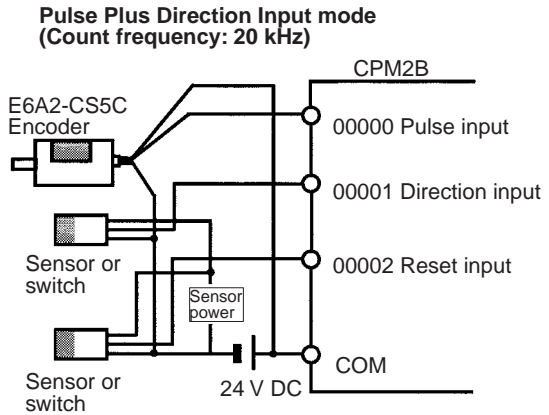 Pulse Plus Direction Input mode
(Count frequency: 20 kHz)
CPM2B
E6A2-CS5C
Encoder
00000 Pulse input
00001 Direction input
Sensor or
switch
00002 Reset input
Sensor
power
COM
24 V DC
Sensor or
switch